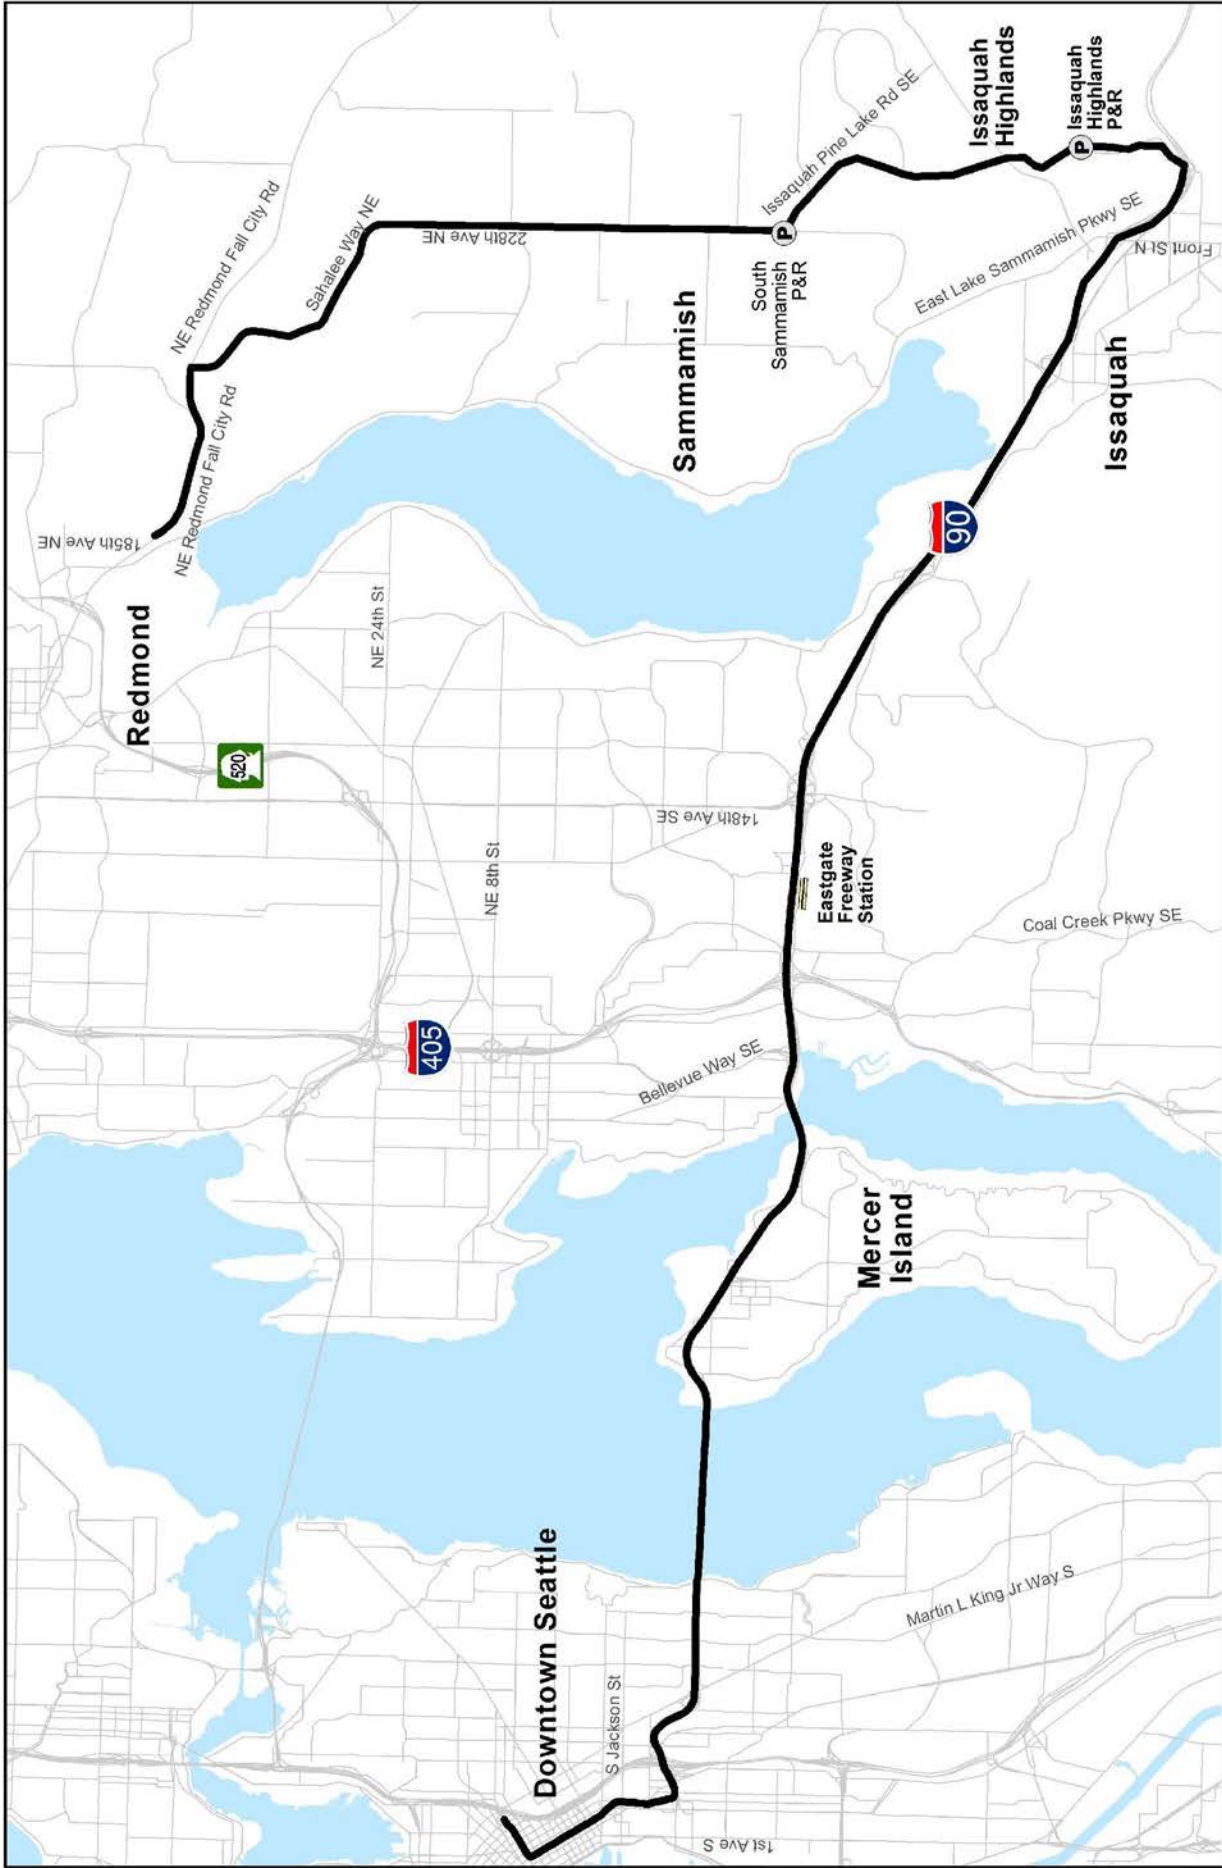 NE Redmond Fall City Rd
Sahalee Way NE
228th Ave NE
185th Ave NE
NE Redmond Fall City Rd
Redmond
520
NE 24th St
Sammamish
South
Sammamish
P&R
P
Issaquah Pine Lake Rd SE
Issaquah
Highlands
P
Issaquah
Highlands
P&R
East Lake Sammamish Pkwy SE
Front St N
Issaquah
90
148th Ave SE
NE 8th St
Eastgate
Freeway
Station
Coal Creek Pkwy SE
405
Bellevue Way SE
Mercer
Island
Downtown Seattle
S Jackson St
Martin L King Jr Way S
1st Ave S